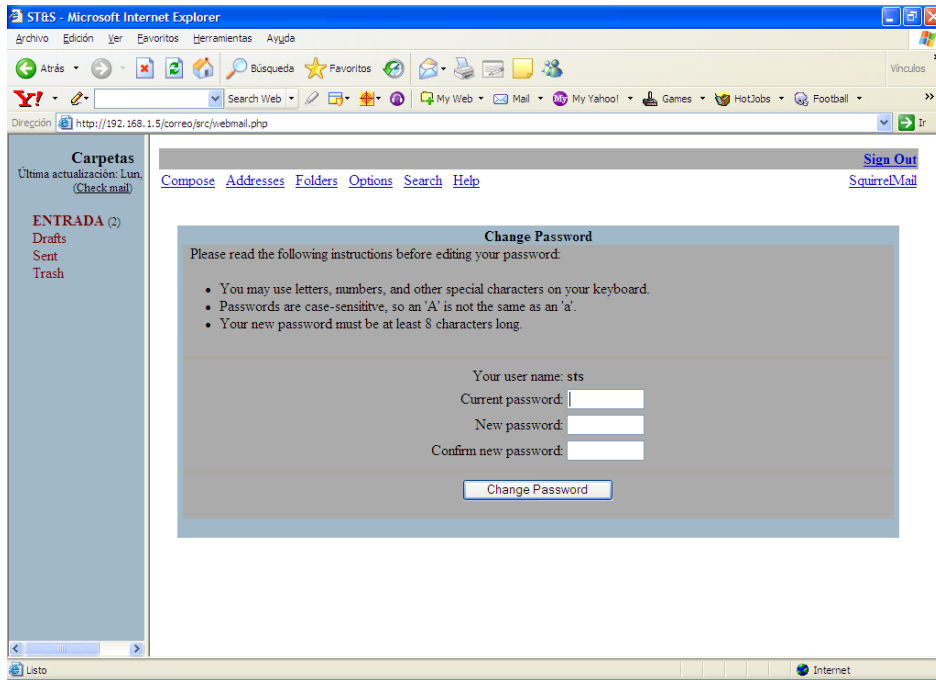 ST&S - Microsoft Internet Explorer
Archivo Edición Ver Favoritos Herramientas Ayuda
Atrás Búsqueda Favoritos Vínculos
Y! Search Web My Web Mail My Yahoo! Games HotJobs Football »
Dirección http://192.168.1.5/correo/src/webmail.php Ir
Carpetas
Última actualización: Lun,
(Check mail)
ENTRADA (2)
Drafts
Sent
Trash
Sign Out
Compose Addresses Folders Options Search Help SquirrelMail
Change Password
Please read the following instructions before editing your password:
• You may use letters, numbers, and other special characters on your keyboard.
• Passwords are case-sensititve, so an 'A' is not the same as an 'a'.
• Your new password must be at least 8 characters long.
Your user name: sts
Current password:
New password:
Confirm new password:
Change Password
Listo Internet